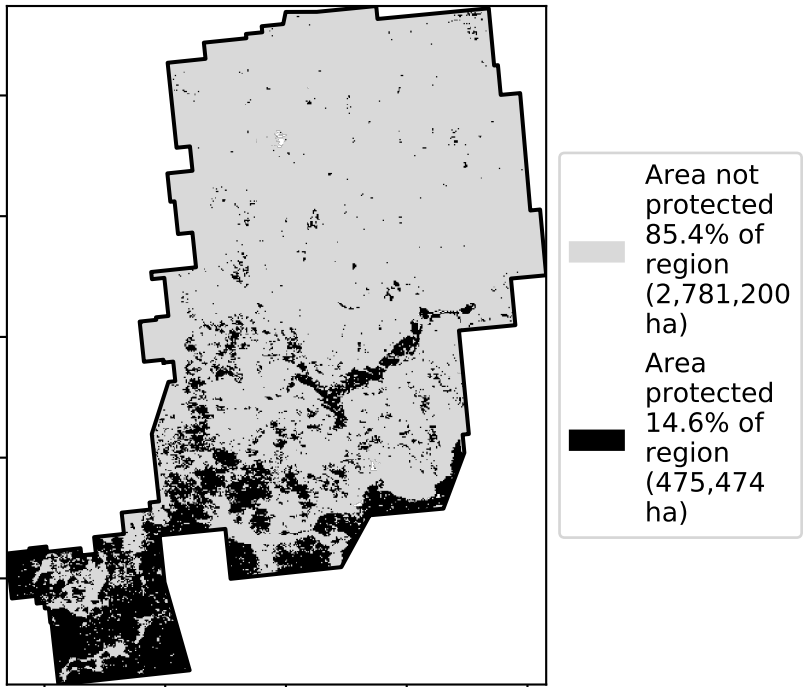 Area not
protected
85.4% of
region
(2,781,200
ha)
Area
protected
14.6% of
region
(475,474
ha)